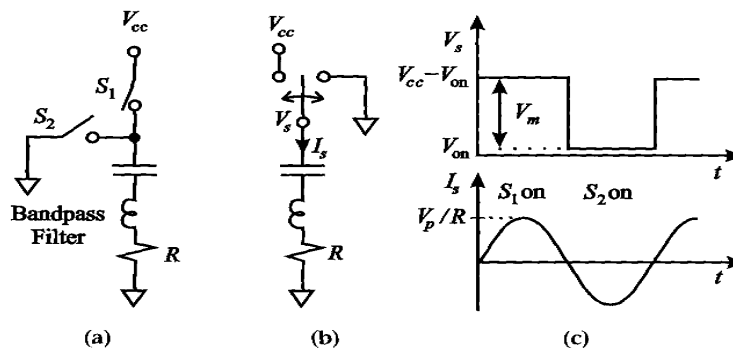 V_cc
S_1
S_2
Bandpass
Filter
R
(a)
V_cc
V_s
I_s
R
(b)
V_s
V_cc–V_on
V_m
V_on
t
I_s
S_1 on
S_2 on
V_p/R
t
(c)